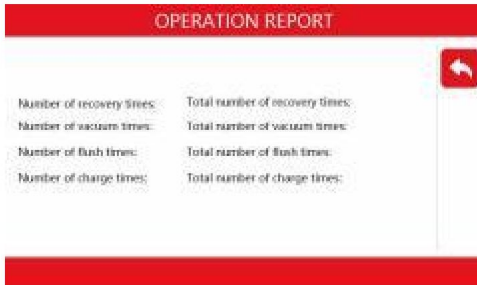 OPERATION REPORT
Number of recovery times: Total number of recovery times:
Number of vacuum times: Total number of vacuum times:
Number of flush times: Total number of flush times:
Number of charge times: Total number of charge times: